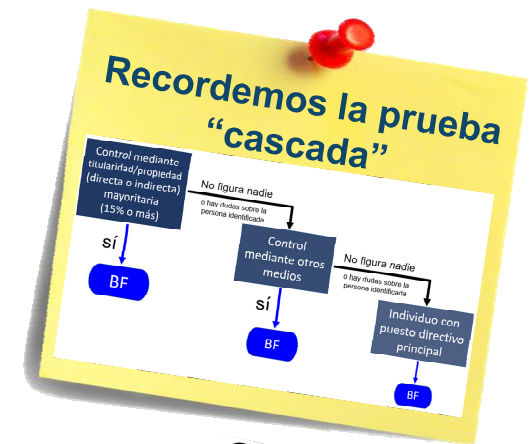 Recordemos la prueba
“cascada”
Control mediante
titularidad/propiedad
(directa o indirecta)
mayoritaria
(15% o más)
No figura nadie
o hay dudas sobre la
persona identificada
sí
BF
Control
mediante otros
medios
No figura nadie
o hay dudas sobre la
persona identificada
sí
BF
Individuo con
puesto directivo
principal
BF